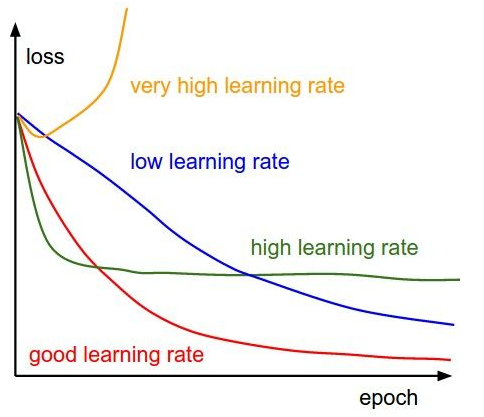 loss
very high learning rate
low learning rate
high learning rate
good learning rate
epoch